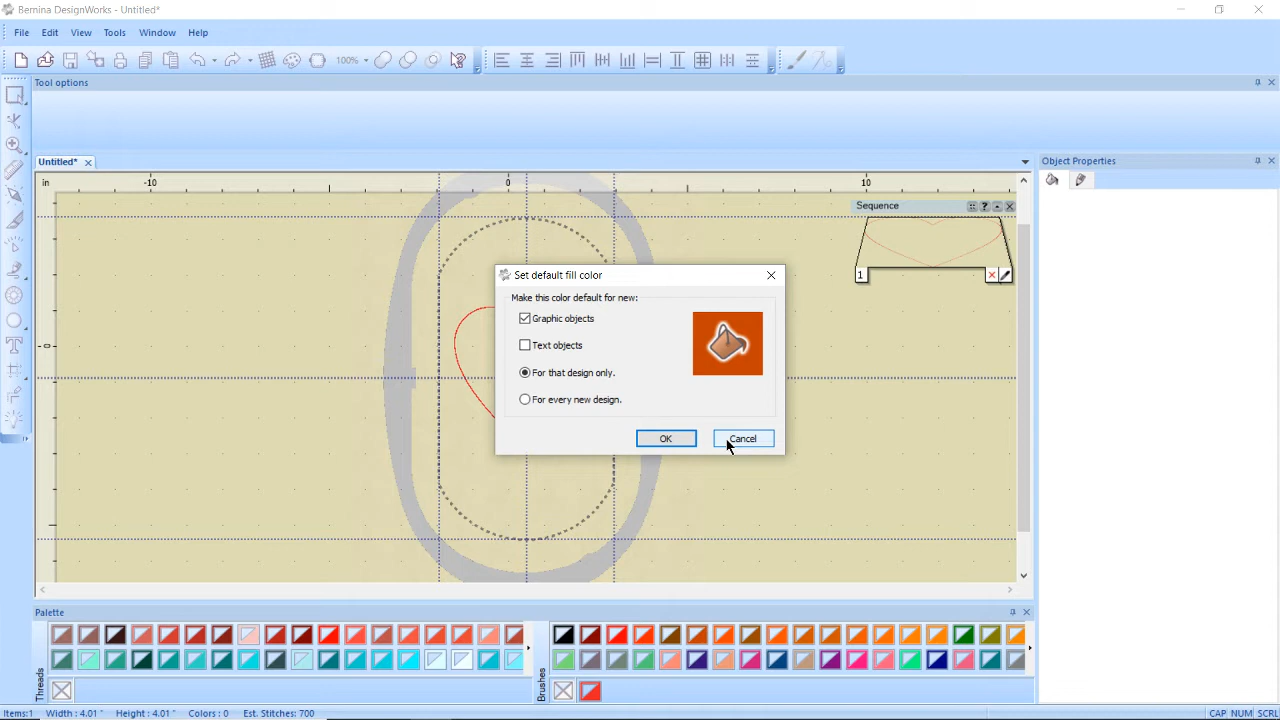 Bernina DesignWorks - Untitled*
File Edit View Tools Window Help
100%
Tool options
Untitled*
Object Properties
in
-10
0
10
0
Sequence
1
Set default fill color
Make this color default for new:
Graphic objects
Text objects
For that design only.
For every new design.
OK
Cancel
Palette
Threads
Brushes
Items:1 Width : 4.01 " Height : 4.01 " Colors : 0 Est. Stitches: 700
CAP NUM SCRL